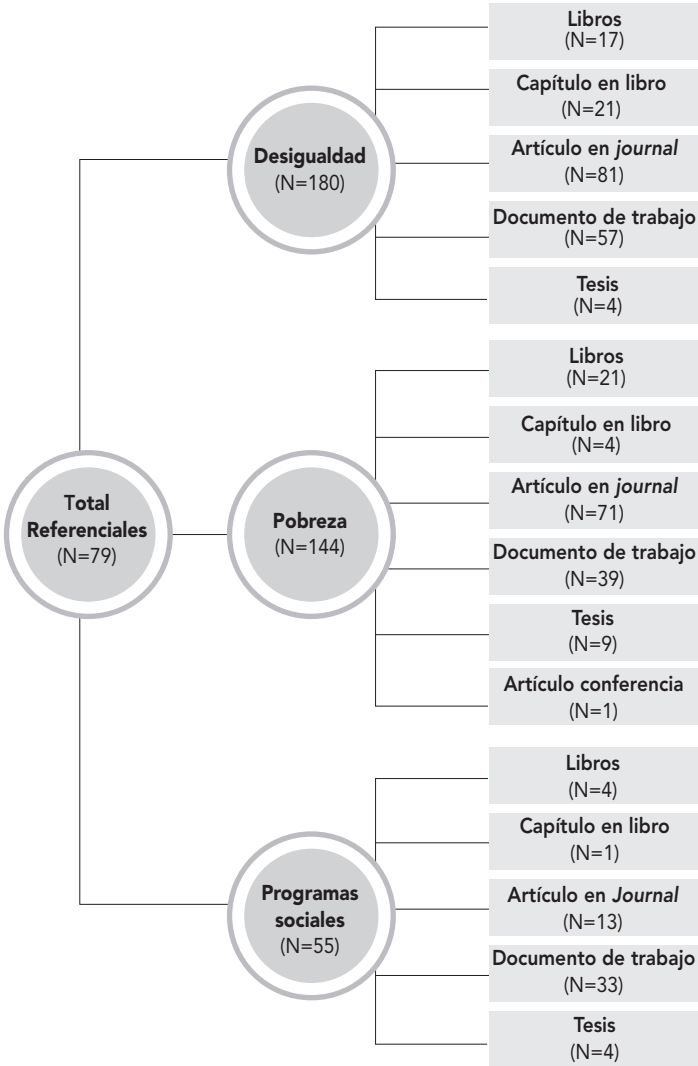 Total
Referenciales
(N=79)
Desigualdad
(N=180)
Libros
(N=17)
Capítulo en libro
(N=21)
Artículo en journal
(N=81)
Documento de trabajo
(N=57)
Tesis
(N=4)
Pobreza
(N=144)
Libros
(N=21)
Capítulo en libro
(N=4)
Artículo en journal
(N=71)
Documento de trabajo
(N=39)
Tesis
(N=9)
Artículo conferencia
(N=1)
Programas
sociales
(N=55)
Libros
(N=4)
Capítulo en libro
(N=1)
Artículo en Journal
(N=13)
Documento de trabajo
(N=33)
Tesis
(N=4)